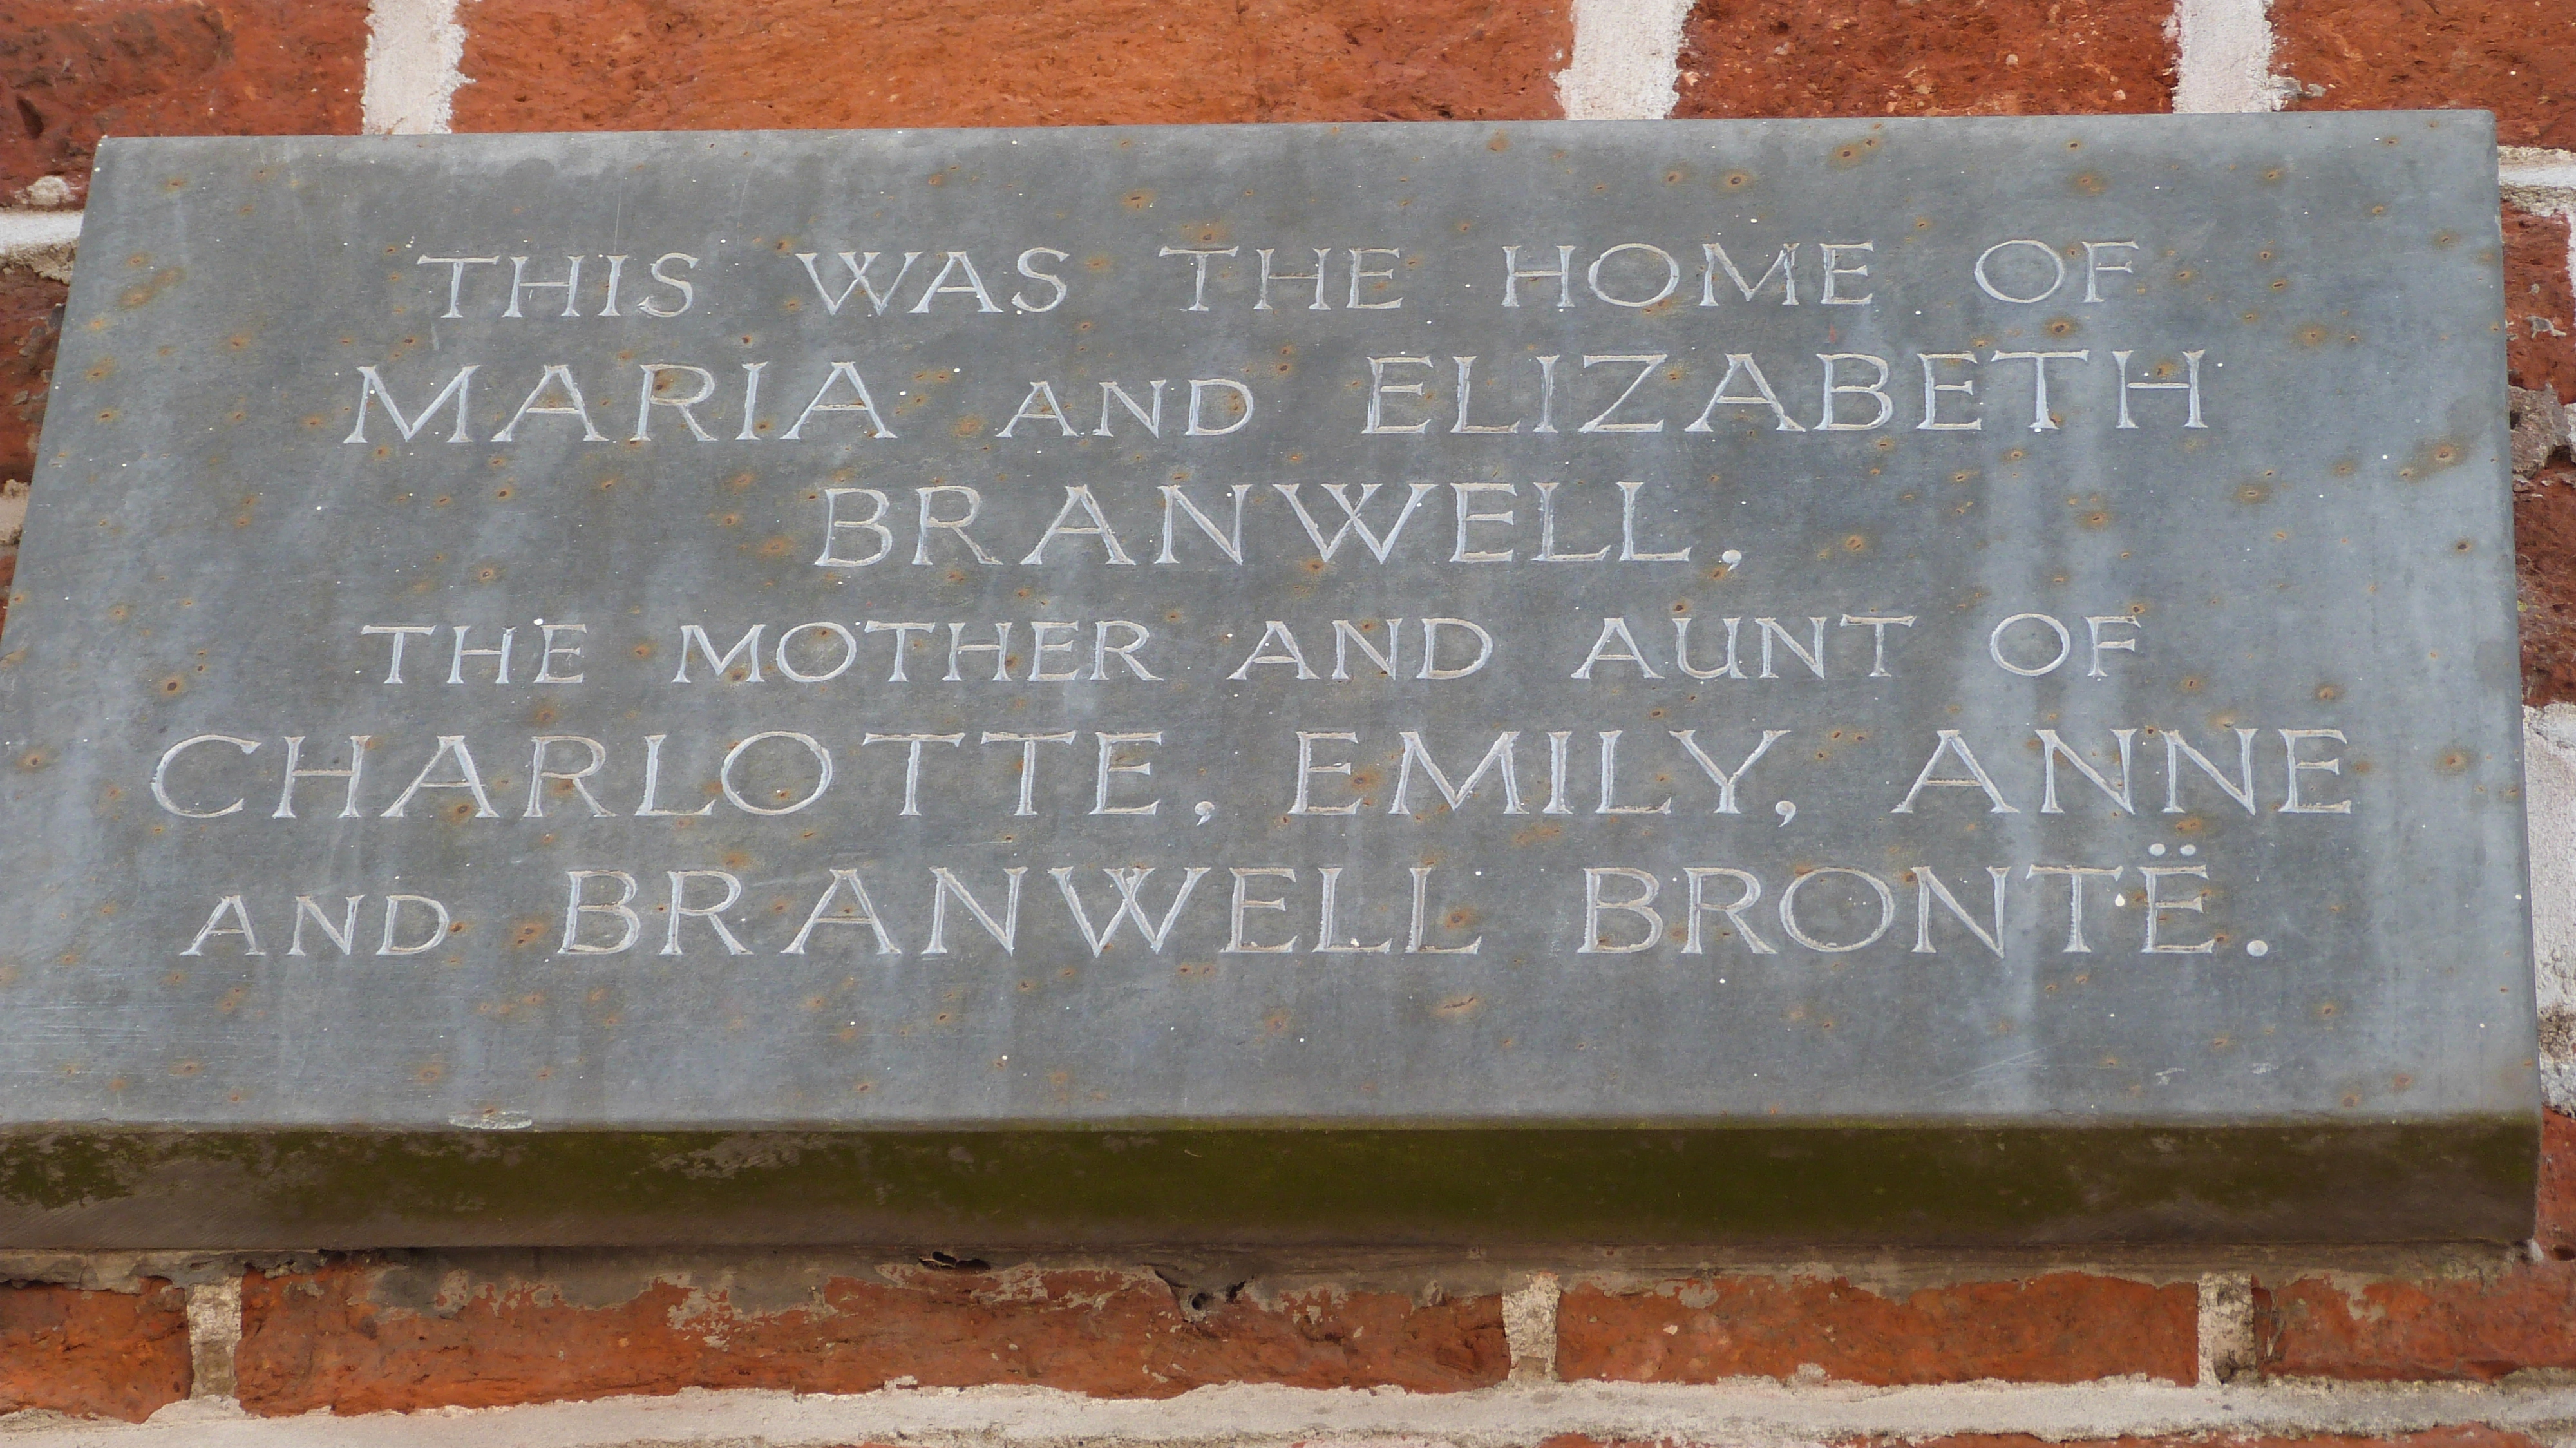 THIS WAS THE HOME OF
MARIA AND ELIZABETH
BRANWELL,
THE MOTHER AND AUNT OF
CHARLOTTE, EMILY, ANNE
AND BRANWELL BRONTË.